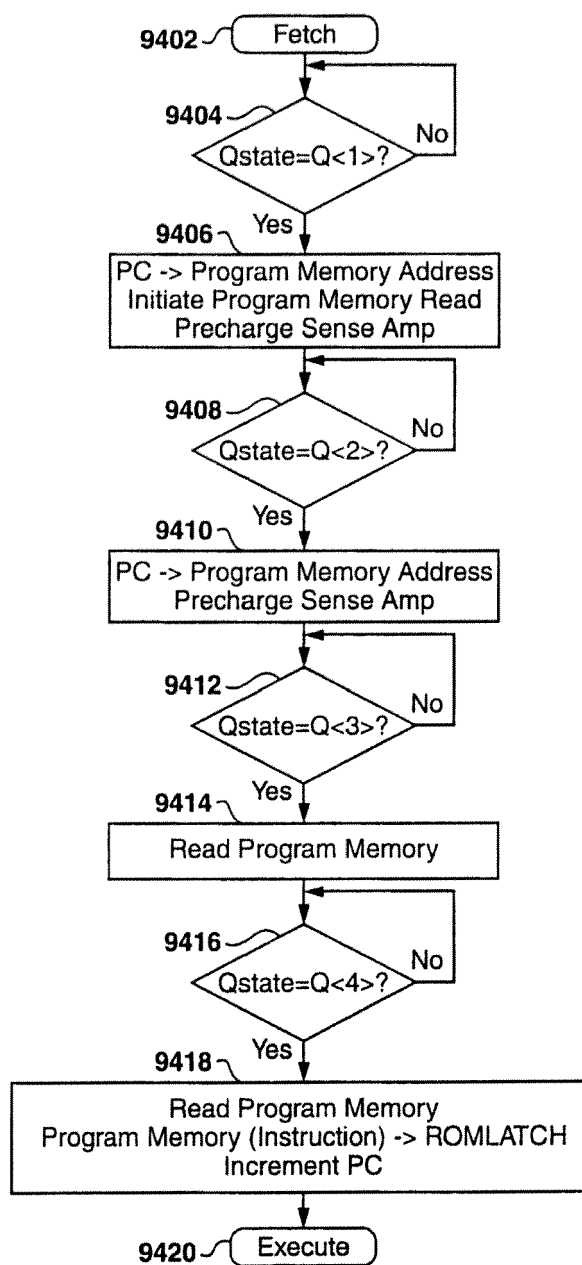 9402
Fetch
9404
Qstate=Q<1>?
No
Yes
9406
PC -> Program Memory Address
Initiate Program Memory Read
Precharge Sense Amp
9408
Qstate=Q<2>?
No
Yes
9410
PC -> Program Memory Address
Precharge Sense Amp
9412
Qstate=Q<3>?
No
Yes
9414
Read Program Memory
9416
Qstate=Q<4>?
No
Yes
9418
Read Program Memory
Program Memory (Instruction) -> ROMLATCH
Increment PC
9420
Execute